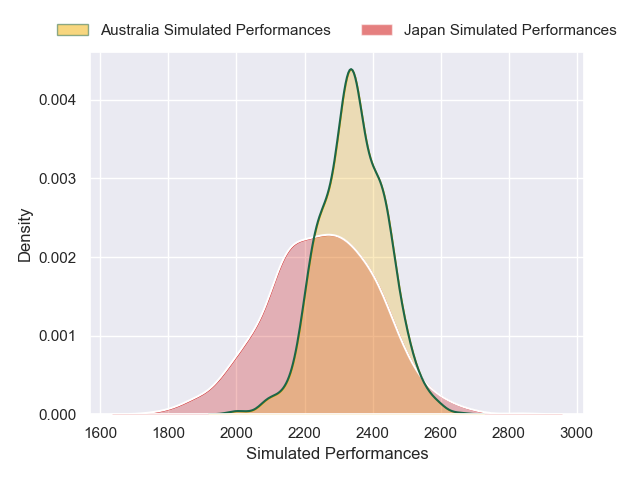 Australia Simulated Performances
Japan Simulated Performances
Density
0.004
0.003
0.002
0.001
0.000
1600 1800 2000 2200 2400 2600 2800 3000
Simulated Performances